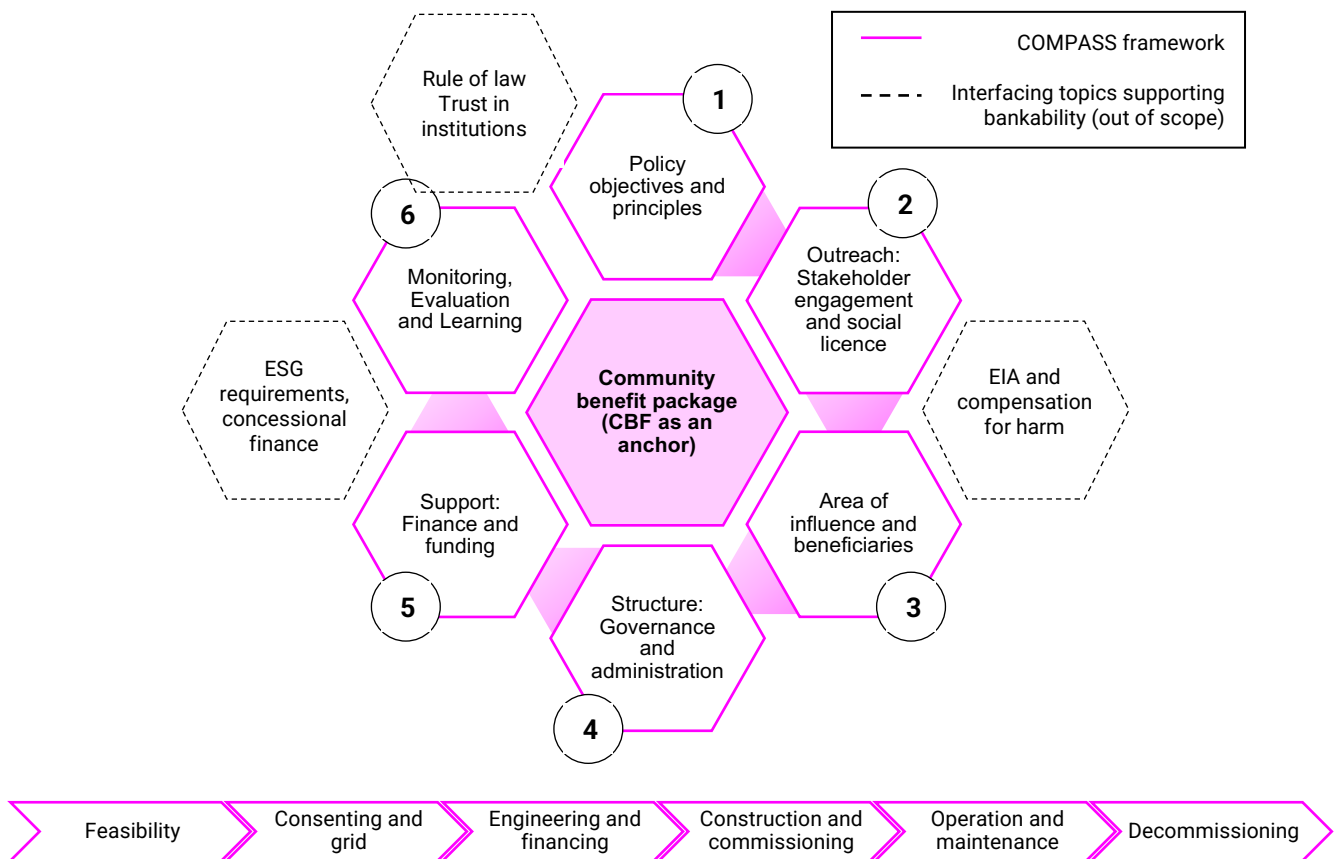 COMPASS framework
Interfacing topics supporting
bankability (out of scope)
Rule of law
Trust in
institutions
1
Policy
objectives and
principles
2
Outreach:
Stakeholder
engagement
and social
licence
6
Monitoring,
Evaluation
and Learning
ESG
requirements,
concessional
finance
Community
benefit package
(CBF as an
anchor)
EIA and
compensation
for harm
Area of
influence and
beneficiaries
3
Support:
Finance and
funding
5
Structure:
Governance
and
administration
4
Feasibility
Consenting and
grid
Engineering and
financing
Construction and
commissioning
Operation and
maintenance
Decommissioning